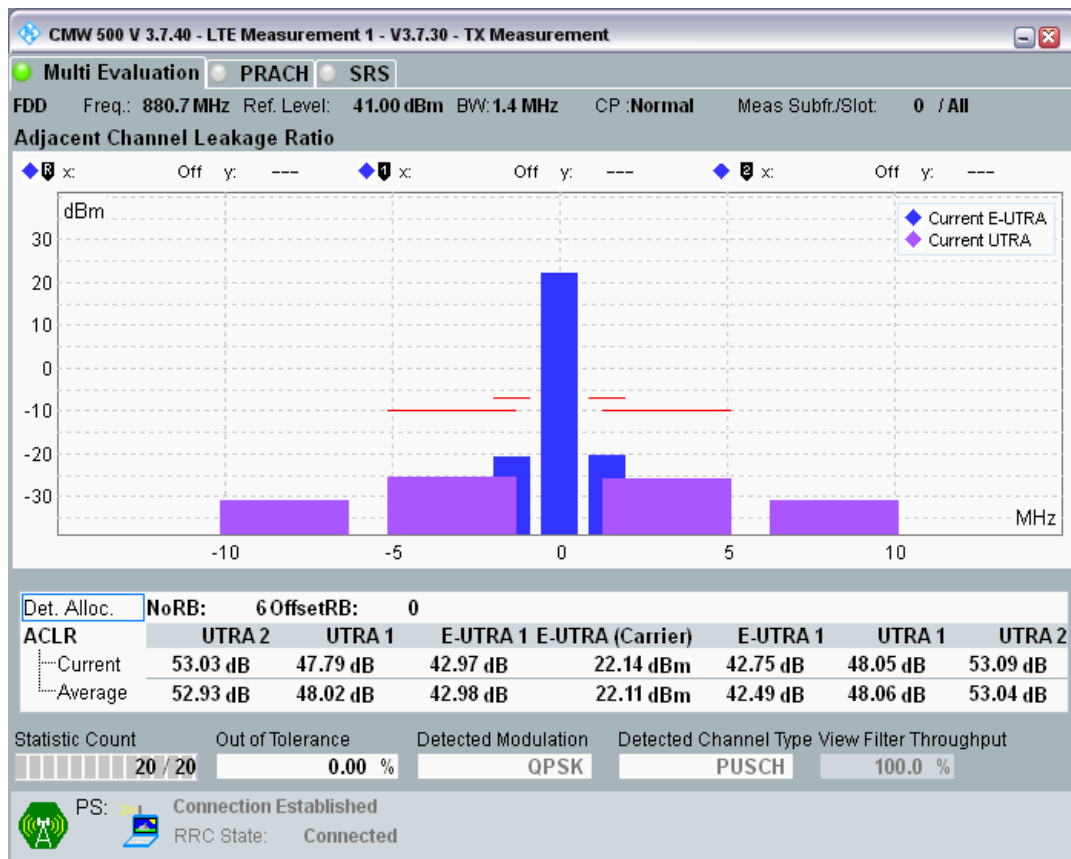 CMW 500 V 3.7.40 - LTE Measurement 1 - V3.7.30 - TX Measurement
Multi Evaluation PRACH SRS
FDD Freq.: 880.7 MHz Ref. Level: 41.00 dBm BW: 1.4 MHz CP :Normal Meas Subfr./Slot: 0 / All
Adjacent Channel Leakage Ratio
R x: Off y: --- 1 x: Off y: --- 2 x: Off y: ---
dBm
Current E-UTRA
Current UTRA
30
20
10
0
-10
-20
-30
MHz
-10 -5 0 5 10
Det. Alloc. NoRB: 6 OffsetRB: 0
ACLR UTRA 2 UTRA 1 E-UTRA 1 E-UTRA (Carrier) E-UTRA 1 UTRA 1 UTRA 2
Current 53.03 dB 47.79 dB 42.97 dB 22.14 dBm 42.75 dB 48.05 dB 53.09 dB
Average 52.93 dB 48.02 dB 42.98 dB 22.11 dBm 42.49 dB 48.06 dB 53.04 dB
Statistic Count Out of Tolerance Detected Modulation Detected Channel Type View Filter Throughput
20 / 20 0.00 % QPSK PUSCH 100.0 %
PS: Connection Established
RRC State: Connected